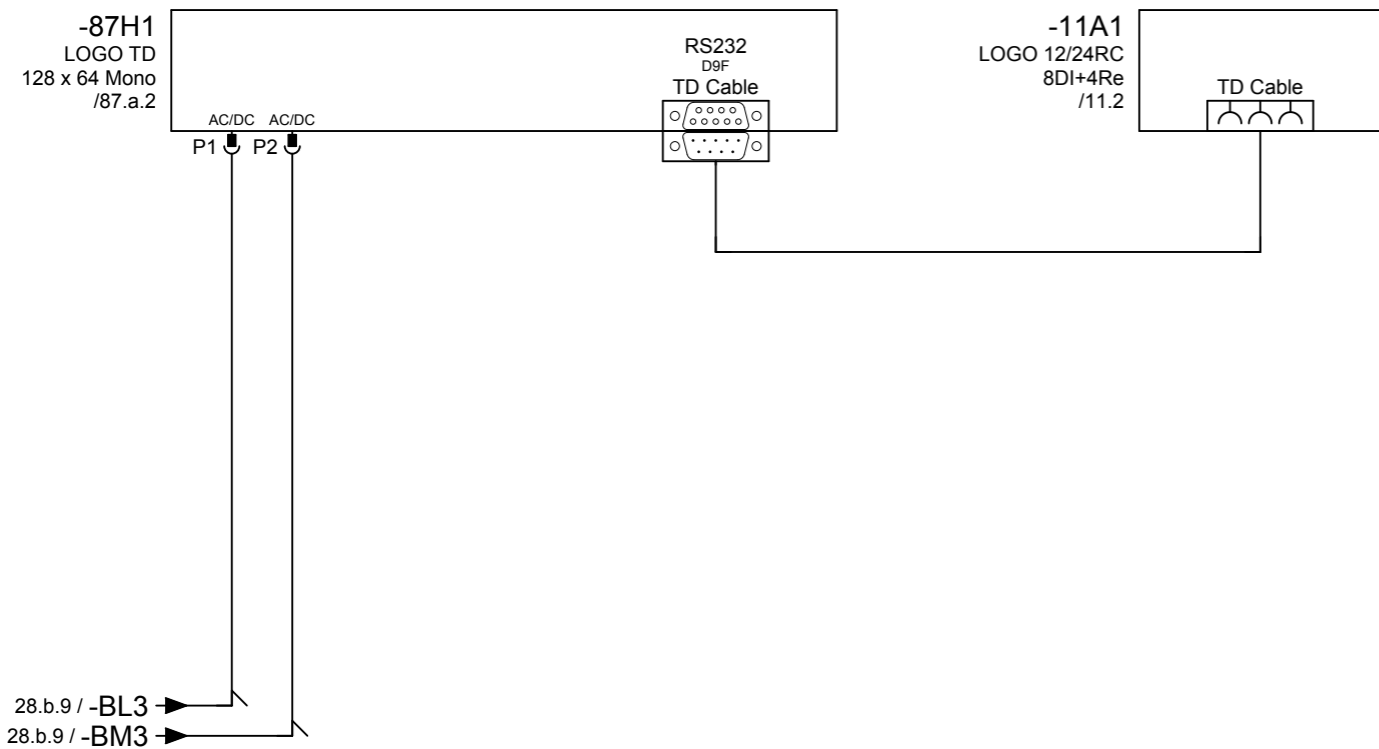 -87H1
LOGO TD
128 x 64 Mono
/87.a.2
AC/DC AC/DC
P1 P2
RS232
D9F
TD Cable
-11A1
LOGO 12/24RC
8DI+4Re
/11.2
TD Cable
28.b.9 / -BL3
28.b.9 / -BM3